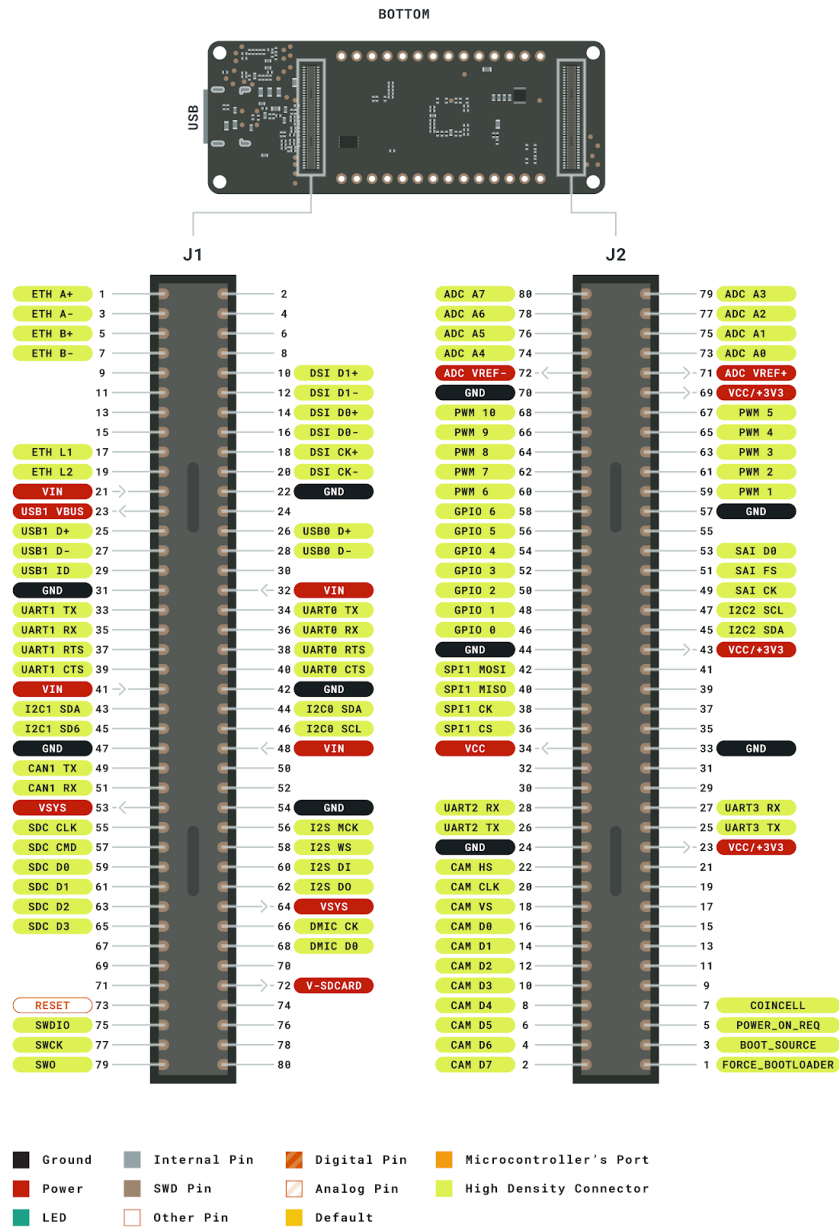 BOTTOM
USB
J1 J2
ETH A+ 1 2 ADC A7 80 79 ADC A3
ETH A- 3 4 ADC A6 78 77 ADC A2
ETH B+ 5 6 ADC A5 76 75 ADC A1
ETH B- 7 8 ADC A4 74 73 ADC A0
9 10 DSI D1+ ADC VREF- 72 71 ADC VREF+
11 12 DSI D1- GND 70 69 VCC/+3V3
13 14 DSI D0+ PWM 10 68 67 PWM 5
15 16 DSI D0- PWM 9 66 65 PWM 4
ETH L1 17 18 DSI CK+ PWM 8 64 63 PWM 3
ETH L2 19 20 DSI CK- PWM 7 62 61 PWM 2
VIN 21 22 GND PWM 6 60 59 PWM 1
USB1 VBUS 23 24 GPIO 6 58 57 GND
USB1 D+ 25 26 USB0 D+ GPIO 5 56 55
USB1 D- 27 28 USB0 D- GPIO 4 54 53 SAI D0
USB1 ID 29 30 GPIO 3 52 51 SAI FS
GND 31 32 VIN GPIO 2 50 49 SAI CK
UART1 TX 33 34 UART0 TX GPIO 1 48 47 I2C2 SCL
UART1 RX 35 36 UART0 RX GPIO 0 46 45 I2C2 SDA
UART1 RTS 37 38 UART0 RTS GND 44 43 VCC/+3V3
UART1 CTS 39 40 UART0 CTS SPI1 MOSI 42 41
VIN 41 42 GND SPI1 MISO 40 39
I2C1 SDA 43 44 I2C0 SDA SPI1 CK 38 37
I2C1 SD6 45 46 I2C0 SCL SPI1 CS 36 35
GND 47 48 VIN VCC 34 33 GND
CAN1 TX 49 50 32 31
CAN1 RX 51 52 30 29
VSYS 53 54 GND UART2 RX 28 27 UART3 RX
SDC CLK 55 56 I2S MCK UART2 TX 26 25 UART3 TX
SDC CMD 57 58 I2S WS GND 24 23 VCC/+3V3
SDC D0 59 60 I2S DI CAM HS 22 21
SDC D1 61 62 I2S DO CAM CLK 20 19
SDC D2 63 64 VSYS CAM VS 18 17
SDC D3 65 66 DMIC CK CAM D0 16 15
67 68 DMIC D0 CAM D1 14 13
69 70 CAM D2 12 11
71 72 V-SDCARD CAM D3 10 9
RESET 73 74 CAM D4 8 7 COINCELL
SWDIO 75 76 CAM D5 6 5 POWER_ON_REQ
SWCK 77 78 CAM D6 4 3 BOOT_SOURCE
SWO 79 80 CAM D7 2 1 FORCE_BOOTLOADER
Ground Internal Pin Digital Pin Microcontroller's Port
Power SWD Pin Analog Pin High Density Connector
LED Other Pin Default